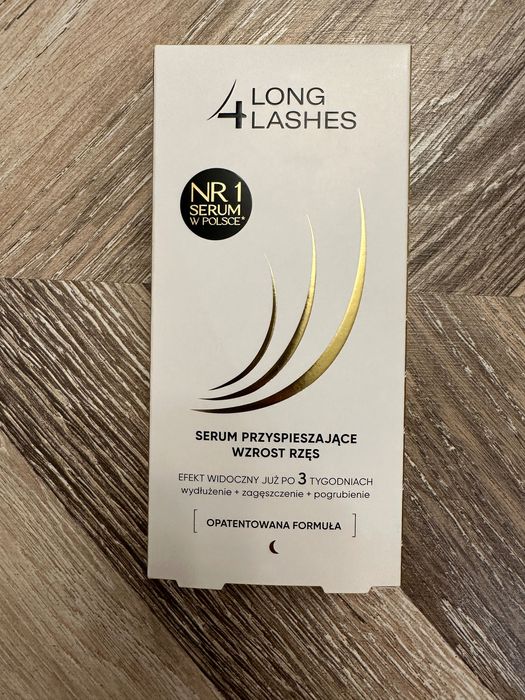 4 LONG
LASHES
NR 1
SERUM
W POLSCE*
SERUM PRZYSPIESZAJĄCE
WZROST RZĘS
EFEKT WIDOCZNY JUŻ PO 3 TYGODNIACH
wydłużenie + zagęszczenie + pogrubienie
[ OPATENTOWANA FORMUŁA ]